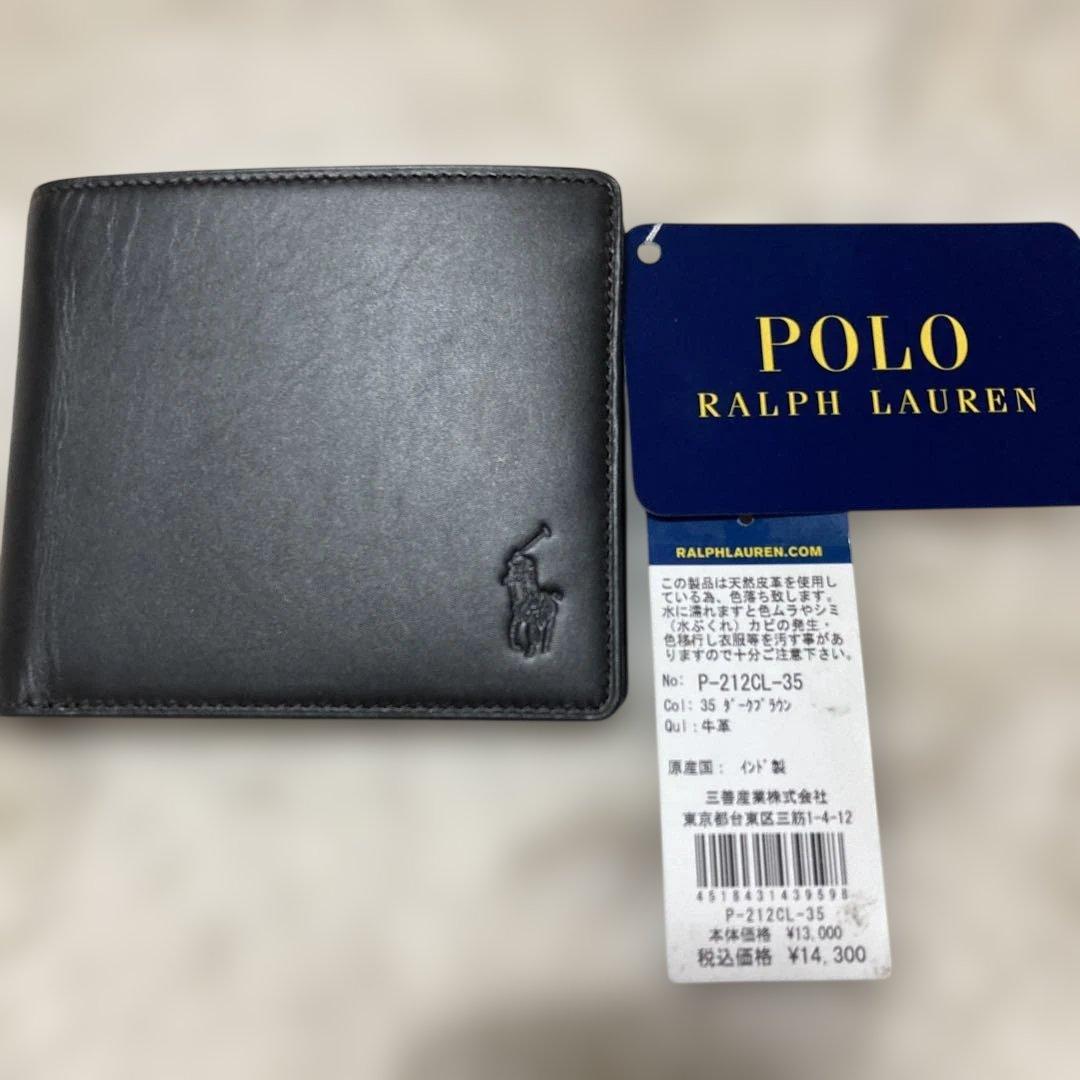 POLO
RALPH LAUREN
RALPHLAUREN.COM
この製品は天然皮革を使用し
ている為、色落ち致します。
水に濡れますと色ムラやシミ
（水ぶくれ）カビの発生・
色移行し衣服等を汚す事があ
りますので十分ご注意下さい。
No: P-212CL-35
Col: 35 ﾀﾞｰｸﾌﾞﾗｳﾝ
Qul : 牛革
原産国： ｲﾝﾄﾞ製
三善産業株式会社
東京都台東区三筋1-4-12
4518431439598
P-212CL-35
本体価格 ¥13,000
税込価格 ¥14,300